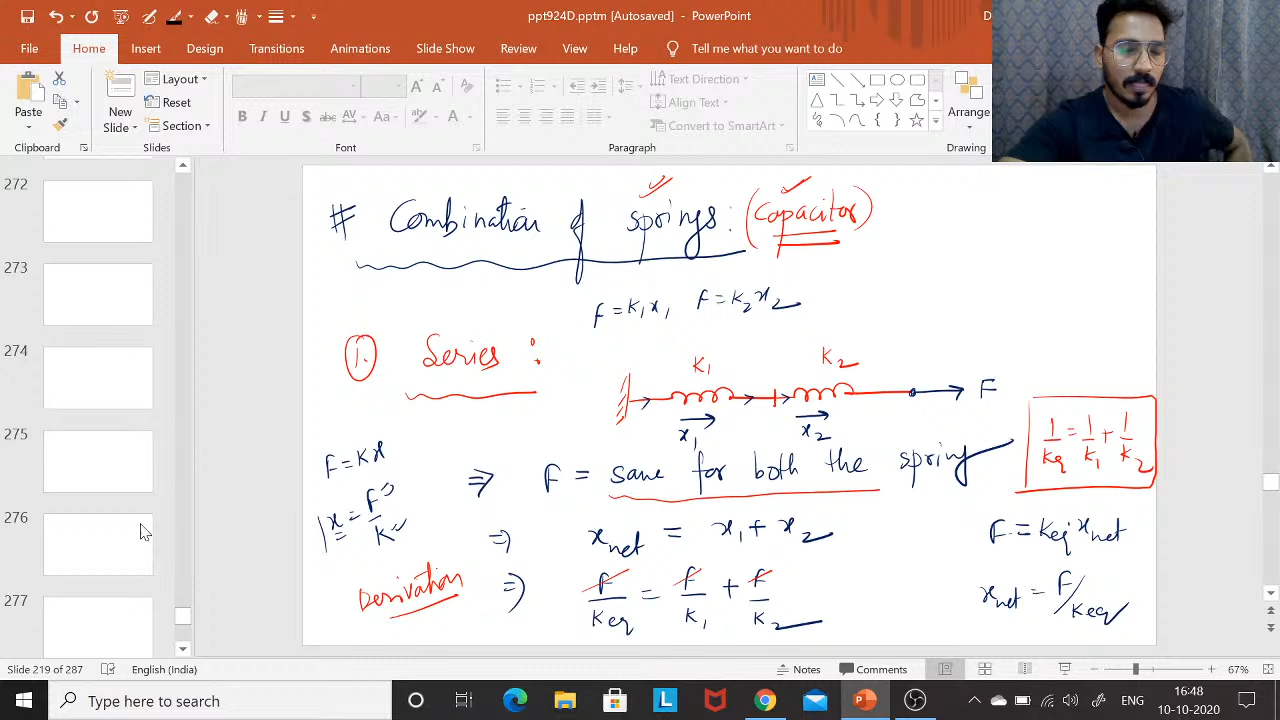 ppt924D.pptm [Autosaved] - PowerPoint
File Home Insert Design Transitions Animations Slide Show Review View Help Tell me what you want to do
Paste
New
Slide
Layout
Reset
Section
Text Direction
Align Text
Convert to SmartArt
Arrange
Clipboard Slides Font Paragraph Drawing
272
273
274
275
276
277
# Combination of springs: (Capacitor)
F = K₁x₁ F = K₂x₂
1. Series:
K₁ K₂
F
x₁ x₂
1/Keq = 1/K₁ + 1/K₂
F = Kx
⇒ F = same for both the spring
x = F/K
⇒ xnet = x₁ + x₂
F = Keq xnet
Derivation ⇒ F/Keq = F/K₁ + F/K₂
xnet = F/Keq
Slide 219 of 287 English (India) Notes Comments 67%
Type here to search
ENG
16:48
10-10-2020